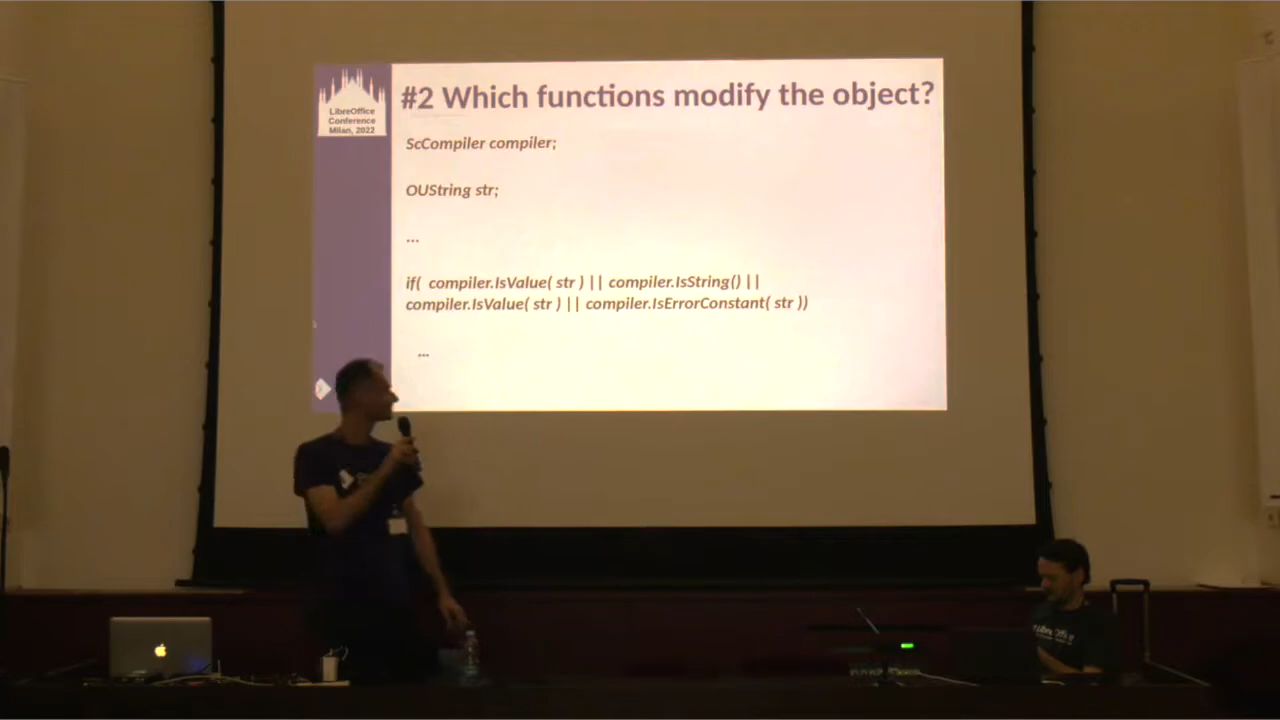 LibreOffice
Conference
Milan, 2022
#2 Which functions modify the object?
ScCompiler compiler;
OUString str;
...
if( compiler.IsValue( str ) || compiler.IsString() ||
compiler.IsValue( str ) || compiler.IsErrorConstant( str ))
...
LibreOffice